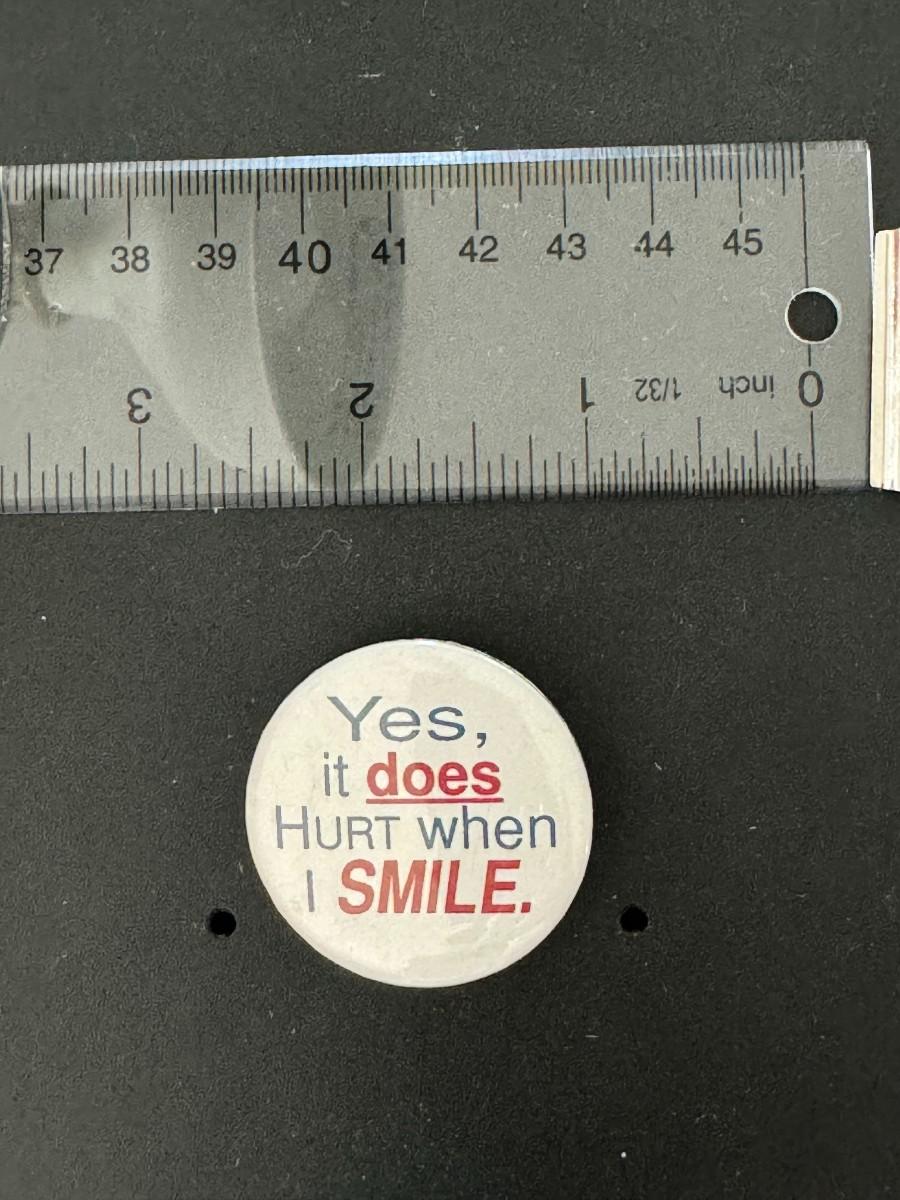 37 38 39 40 41 42 43 44 45
3 2 1 1/32 inch 0
Yes,
it does
HURT when
I SMILE.